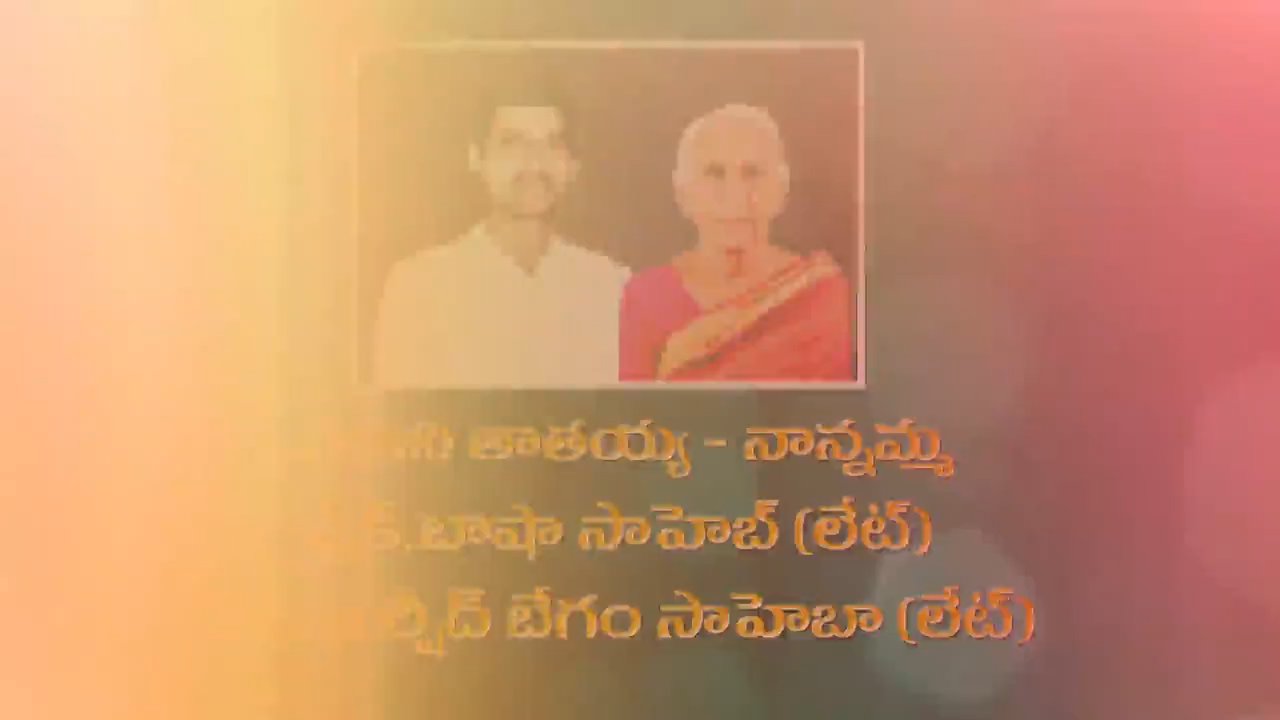 తాతయ్య - నాన్నమ్మ
బాషా సాహెబ్ (లేట్)
బేగం సాహెబా (లేట్)